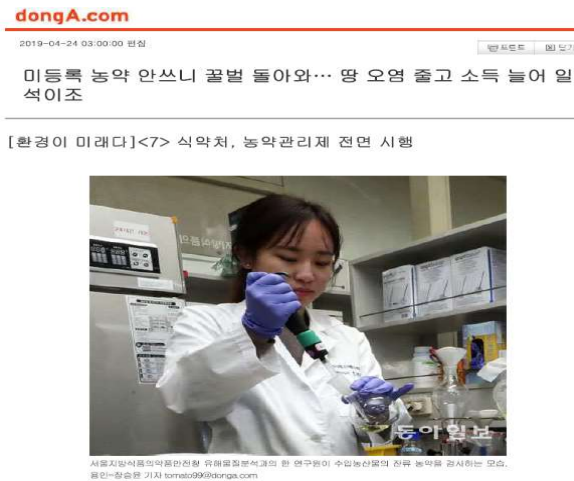 dongA.com
2019-04-24 03:00:00 편집
프린트 닫기
미등록 농약 안쓰니 꿀벌 돌아와… 땅 오염 줄고 소득 늘어 일
석이조
[환경이 미래다]<7> 식약처, 농약관리제 전면 시행
동아일보
서울지방식품의약품안전청 유해물질분석과의 한 연구원이 수입농산물의 잔류 농약을 검사하는 모습.
용인=장승윤 기자 tomato99@donga.com